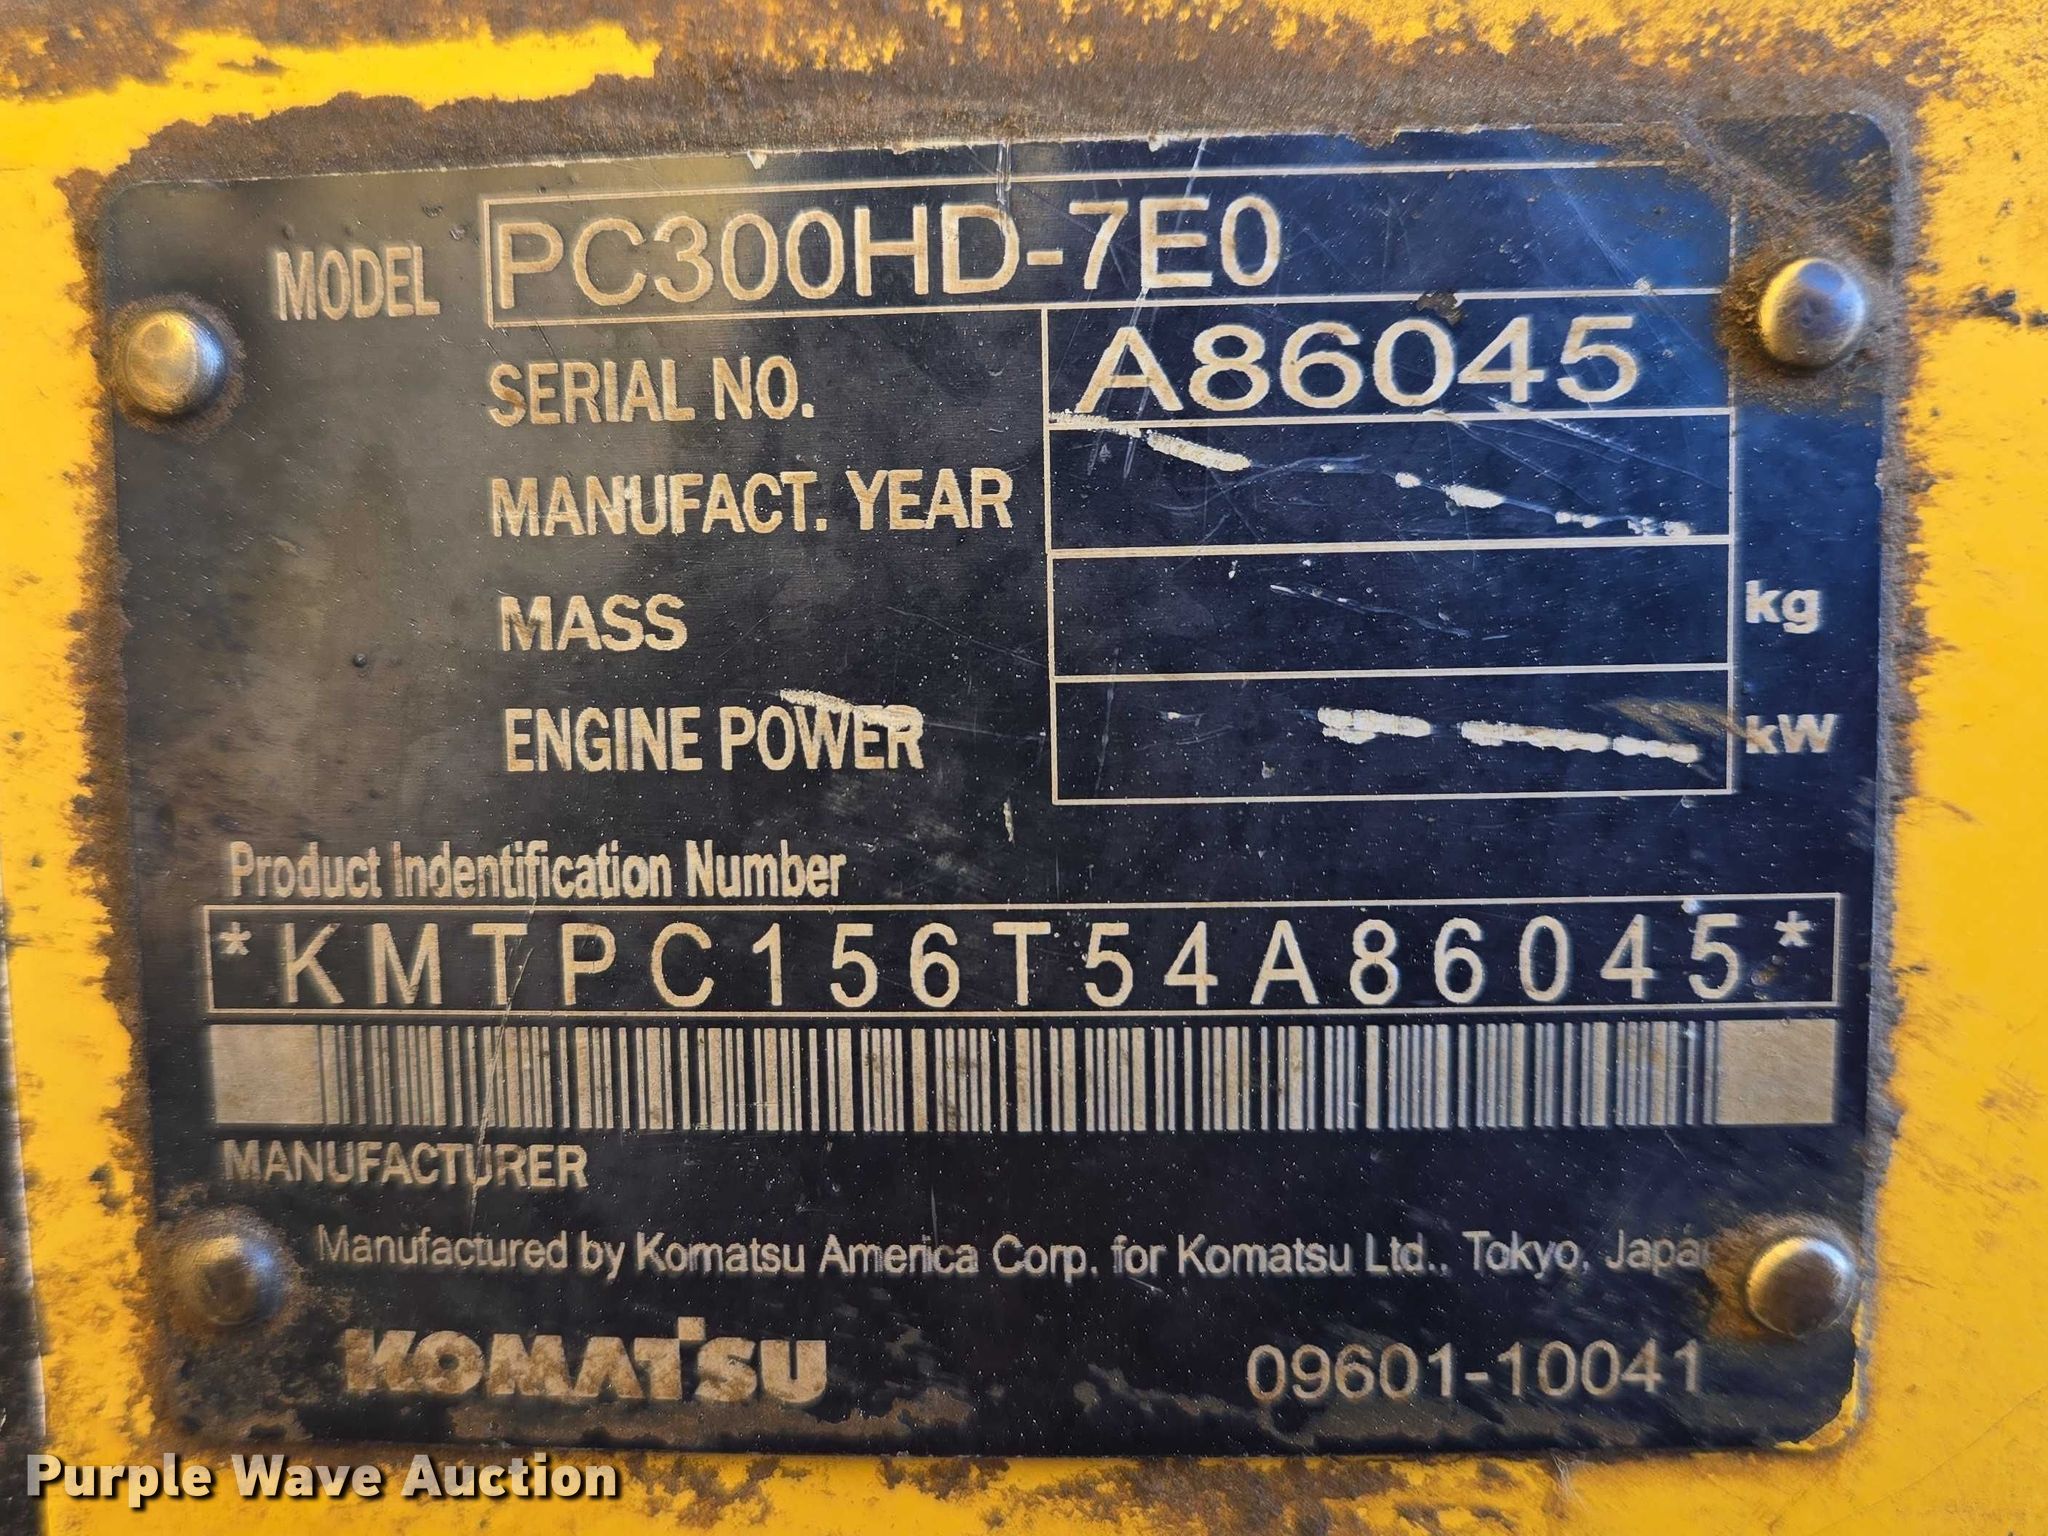 MODEL PC300HD-7E0
SERIAL NO. A86045
MANUFACT. YEAR
MASS kg
ENGINE POWER kW
Product Indentification Number
*KMTPC156T54A86045*
MANUFACTURER
Manufactured by Komatsu America Corp. for Komatsu Ltd., Tokyo, Japan
KOMATSU 09601-10041
Purple Wave Auction